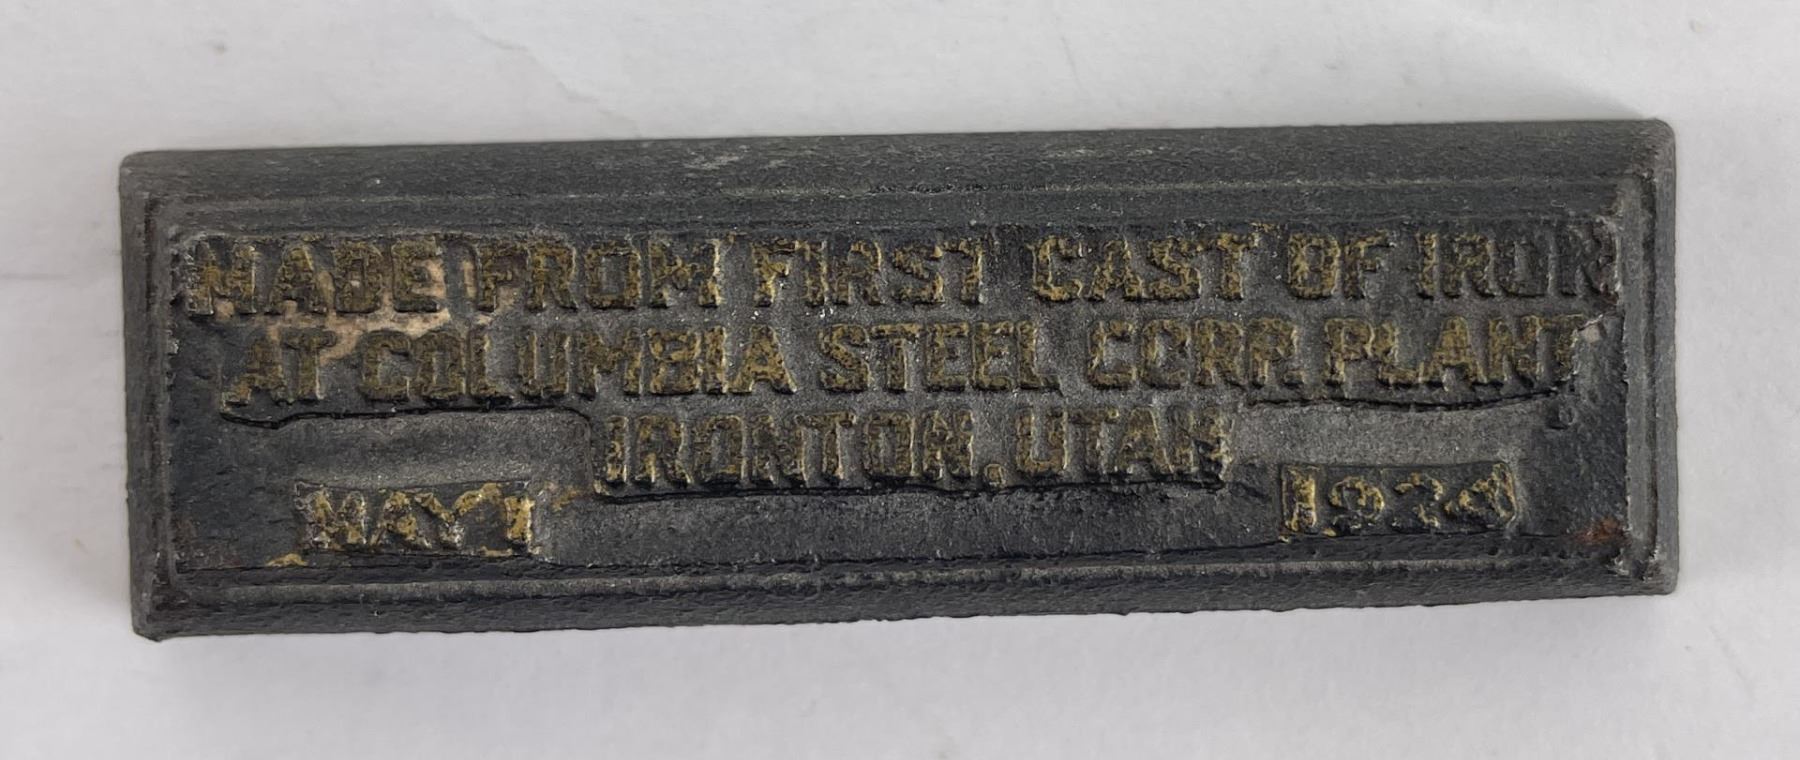 MADE FROM FIRST CAST OF IRON
AT COLUMBIA STEEL CORP. PLANT
IRONTON. UTAH
MAY 1 1924